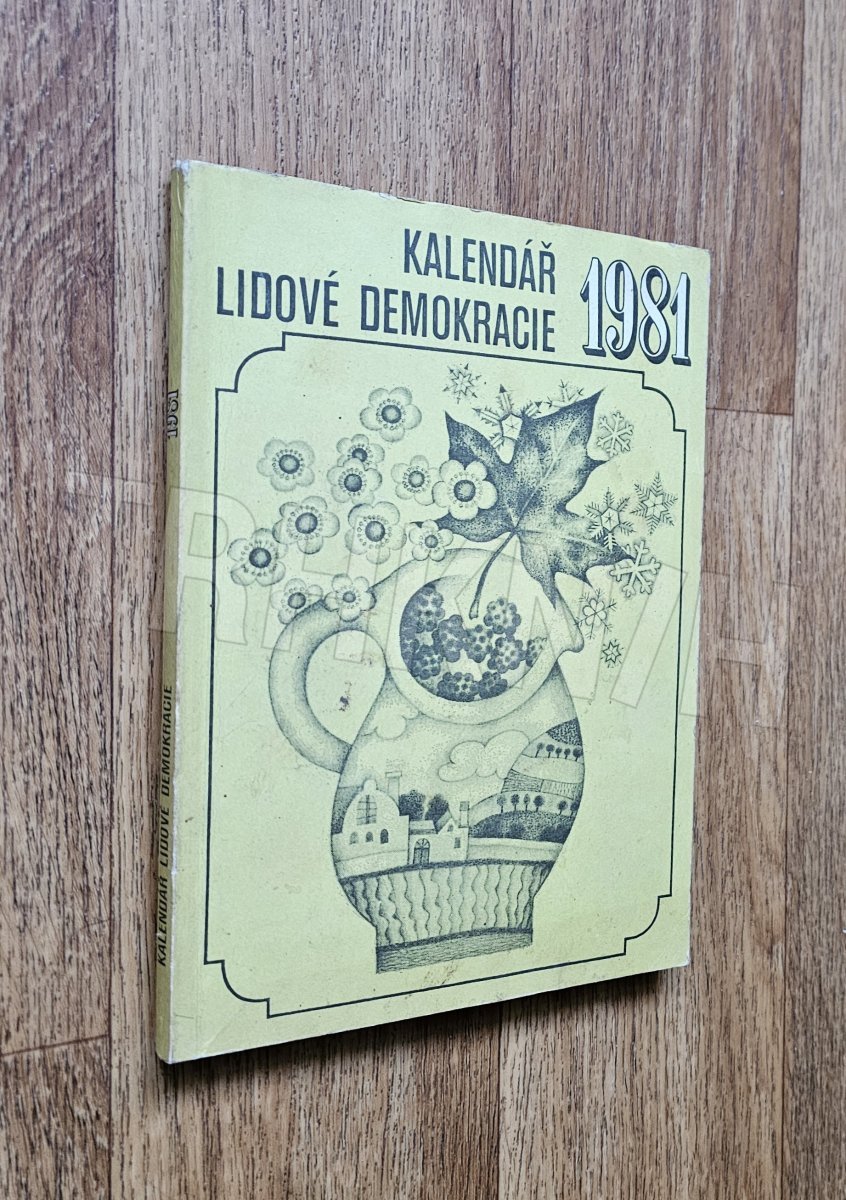 KALENDÁŘ
LIDOVÉ DEMOKRACIE
1981
1981
KALENDÁŘ LIDOVÉ DEMOKRACIE